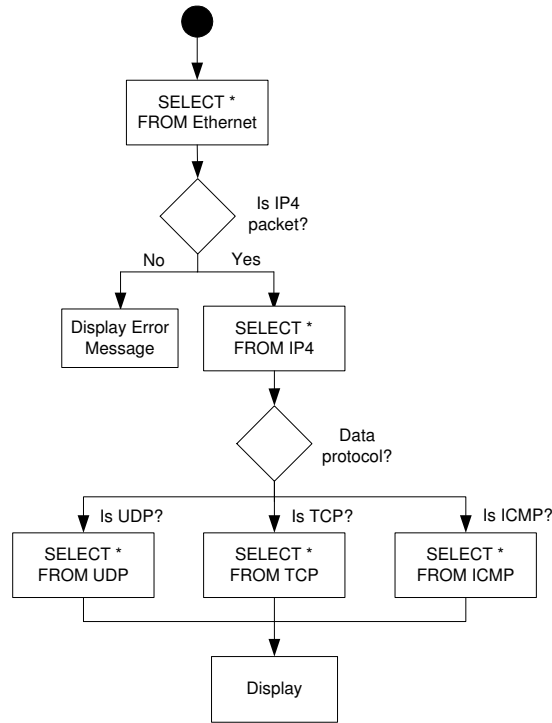 SELECT *
FROM Ethernet
Is IP4
packet?
No
Yes
Display Error
Message
SELECT *
FROM IP4
Data
protocol?
Is UDP?
Is TCP?
Is ICMP?
SELECT *
FROM UDP
SELECT *
FROM TCP
SELECT *
FROM ICMP
Display